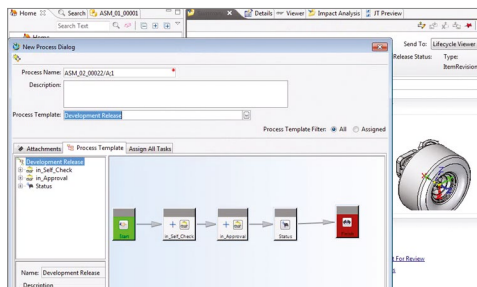 Home Search ASM_01_00001
Details Viewer Impact Analysis JT Preview
Search Text
Home
New Process Dialog
Send To: Lifecycle Viewer
Release Status: Type:
ItemRevision
Process Name: ASM_02_00022/A;1 *
Description:
Process Template: Development Release
Process Template Filter: All Assigned
Attachments Process Template Assign All Tasks
Development Release
in_Self_Check
in_Approval
Status
Start in_Self_Check in_Approval Status
Name: Development Release
Description
t For Review